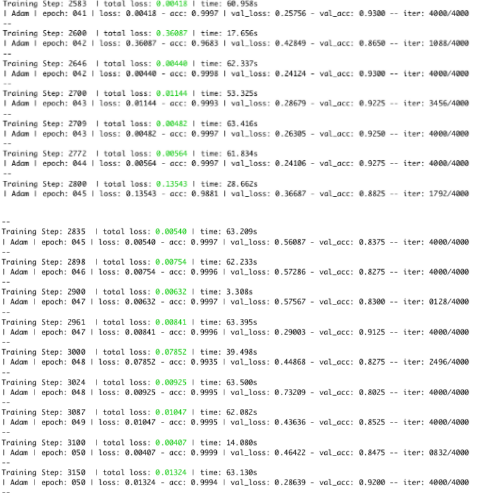 Training Step: 2583 | total loss: 0.00418 | time: 60.958s
| Adam | epoch: 041 | loss: 0.00418 - acc: 0.9997 | val_loss: 0.25756 - val_acc: 0.9300 -- iter: 4000/4000
--
Training Step: 2600 | total loss: 0.36087 | time: 17.656s
| Adam | epoch: 042 | loss: 0.36087 - acc: 0.9683 | val_loss: 0.42849 - val_acc: 0.8650 -- iter: 1088/4000
--
Training Step: 2646 | total loss: 0.00440 | time: 62.337s
| Adam | epoch: 042 | loss: 0.00440 - acc: 0.9998 | val_loss: 0.24124 - val_acc: 0.9300 -- iter: 4000/4000
--
Training Step: 2700 | total loss: 0.01144 | time: 53.325s
| Adam | epoch: 043 | loss: 0.01144 - acc: 0.9993 | val_loss: 0.28679 - val_acc: 0.9225 -- iter: 3456/4000
--
Training Step: 2709 | total loss: 0.00482 | time: 63.416s
| Adam | epoch: 043 | loss: 0.00482 - acc: 0.9997 | val_loss: 0.26305 - val_acc: 0.9250 -- iter: 4000/4000
--
Training Step: 2772 | total loss: 0.00564 | time: 61.834s
| Adam | epoch: 044 | loss: 0.00564 - acc: 0.9997 | val_loss: 0.24106 - val_acc: 0.9275 -- iter: 4000/4000
--
Training Step: 2800 | total loss: 0.13543 | time: 28.662s
| Adam | epoch: 045 | loss: 0.13543 - acc: 0.9881 | val_loss: 0.36687 - val_acc: 0.8825 -- iter: 1792/4000
--
Training Step: 2835 | total loss: 0.00540 | time: 63.209s
| Adam | epoch: 045 | loss: 0.00540 - acc: 0.9997 | val_loss: 0.56087 - val_acc: 0.8375 -- iter: 4000/4000
--
Training Step: 2898 | total loss: 0.00754 | time: 62.233s
| Adam | epoch: 046 | loss: 0.00754 - acc: 0.9996 | val_loss: 0.57286 - val_acc: 0.8275 -- iter: 4000/4000
--
Training Step: 2900 | total loss: 0.00632 | time: 3.308s
| Adam | epoch: 047 | loss: 0.00632 - acc: 0.9997 | val_loss: 0.57567 - val_acc: 0.8300 -- iter: 0128/4000
--
Training Step: 2961 | total loss: 0.00841 | time: 63.395s
| Adam | epoch: 047 | loss: 0.00841 - acc: 0.9996 | val_loss: 0.29003 - val_acc: 0.9125 -- iter: 4000/4000
--
Training Step: 3000 | total loss: 0.07852 | time: 39.498s
| Adam | epoch: 048 | loss: 0.07852 - acc: 0.9935 | val_loss: 0.44868 - val_acc: 0.8275 -- iter: 2496/4000
--
Training Step: 3024 | total loss: 0.00925 | time: 63.500s
| Adam | epoch: 048 | loss: 0.00925 - acc: 0.9995 | val_loss: 0.73209 - val_acc: 0.8025 -- iter: 4000/4000
--
Training Step: 3087 | total loss: 0.01047 | time: 62.082s
| Adam | epoch: 049 | loss: 0.01047 - acc: 0.9995 | val_loss: 0.43636 - val_acc: 0.8525 -- iter: 4000/4000
--
Training Step: 3100 | total loss: 0.00407 | time: 14.080s
| Adam | epoch: 050 | loss: 0.00407 - acc: 0.9999 | val_loss: 0.46422 - val_acc: 0.8475 -- iter: 0832/4000
--
Training Step: 3150 | total loss: 0.01324 | time: 63.130s
| Adam | epoch: 050 | loss: 0.01324 - acc: 0.9994 | val_loss: 0.28639 - val_acc: 0.9200 -- iter: 4000/4000
--